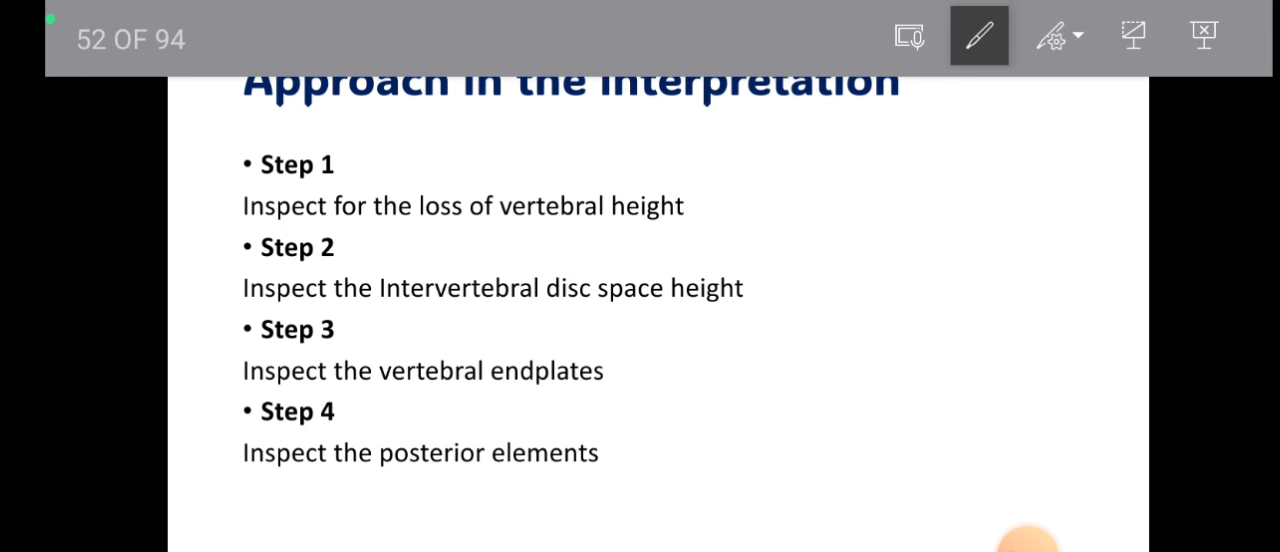 52 OF 94
Approach in the Interpretation
• Step 1
Inspect for the loss of vertebral height
• Step 2
Inspect the Intervertebral disc space height
• Step 3
Inspect the vertebral endplates
• Step 4
Inspect the posterior elements